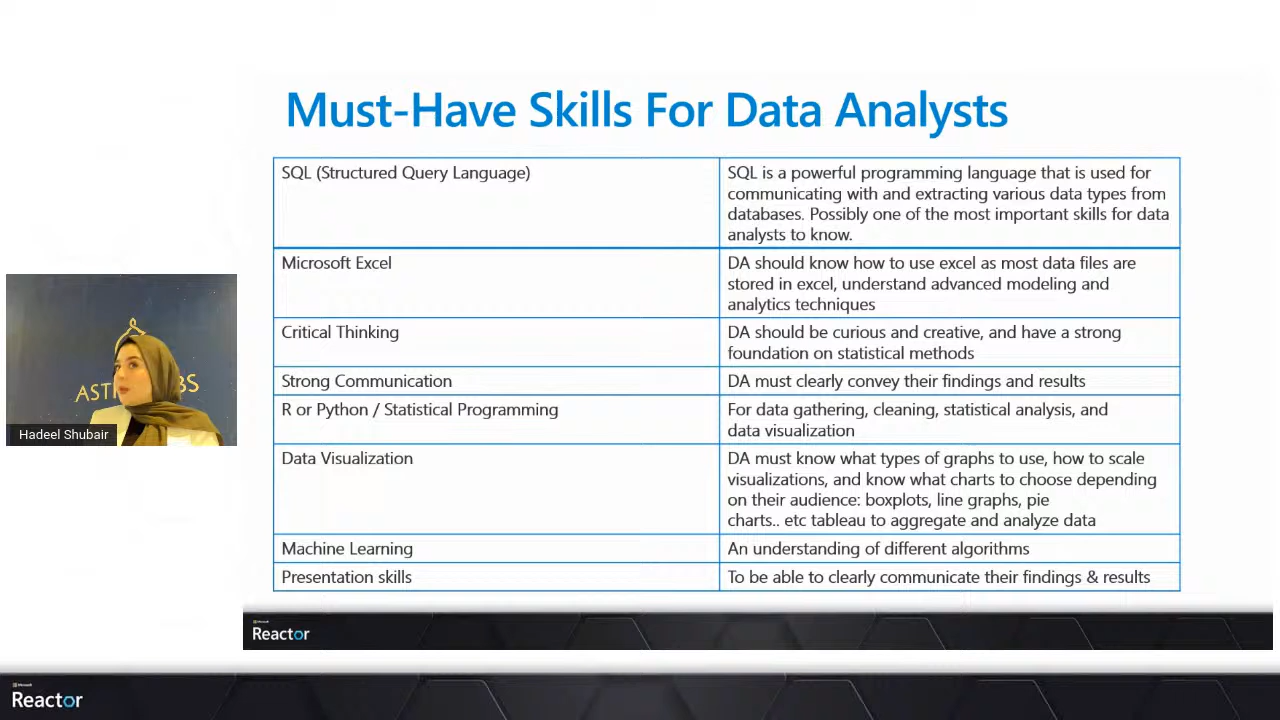 Must-Have Skills For Data Analysts
SQL (Structured Query Language)
SQL is a powerful programming language that is used for
communicating with and extracting various data types from
databases. Possibly one of the most important skills for data
analysts to know.
Microsoft Excel
DA should know how to use excel as most data files are
stored in excel, understand advanced modeling and
analytics techniques
Critical Thinking
DA should be curious and creative, and have a strong
foundation on statistical methods
Strong Communication
DA must clearly convey their findings and results
R or Python / Statistical Programming
For data gathering, cleaning, statistical analysis, and
data visualization
Data Visualization
DA must know what types of graphs to use, how to scale
visualizations, and know what charts to choose depending
on their audience: boxplots, line graphs, pie
charts.. etc tableau to aggregate and analyze data
Machine Learning
An understanding of different algorithms
Presentation skills
To be able to clearly communicate their findings & results
Hadeel Shubair
Microsoft
Reactor
Microsoft
Reactor